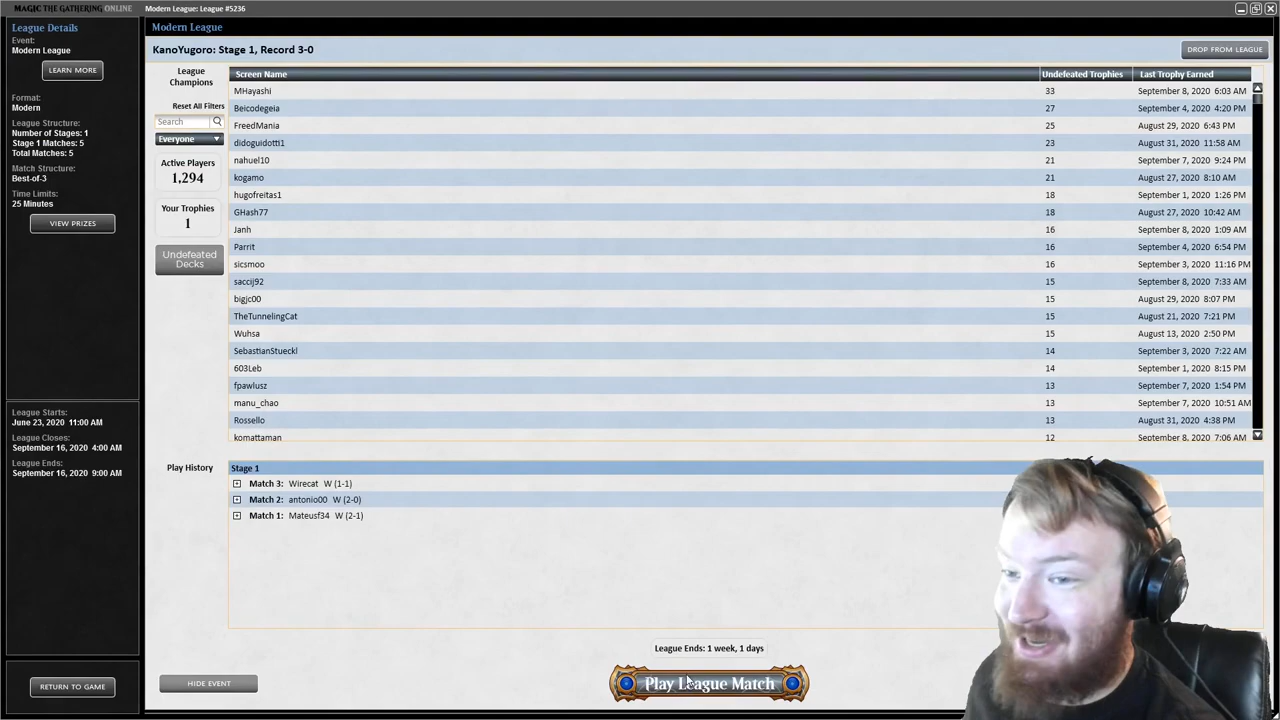 MAGIC THE GATHERING ONLINE
Modern League: League #5236
League Details
Event:
Modern League
LEARN MORE
Format:
Modern
League Structure:
Number of Stages: 1
Stage 1 Matches: 5
Total Matches: 5
Match Structure:
Best-of-3
Time Limits:
25 Minutes
VIEW PRIZES
League Starts:
June 23, 2020 11:00 AM
League Closes:
September 16, 2020 4:00 AM
League Ends:
September 16, 2020 9:00 AM
RETURN TO GAME
Modern League
KanoYugoro: Stage 1, Record 3-0
DROP FROM LEAGUE
League
Champions
Reset All Filters
Search
Everyone
Active Players
1,294
Your Trophies
1
Undefeated
Decks
Screen Name Undefeated Trophies Last Trophy Earned
MHayashi 33 September 8, 2020 6:03 AM
Beicodegeia 27 September 4, 2020 4:20 PM
FreedMania 25 August 29, 2020 6:43 PM
didoguidotti1 23 August 31, 2020 11:58 AM
nahuel10 21 September 7, 2020 9:24 PM
kogamo 21 August 27, 2020 8:10 AM
hugofreitas1 18 September 1, 2020 1:26 PM
GHash77 18 August 27, 2020 10:42 AM
Janh 16 September 8, 2020 1:09 AM
Parrit 16 September 4, 2020 6:54 PM
sicsmoo 16 September 3, 2020 11:16 PM
saccij92 15 September 8, 2020 7:33 AM
bigjc00 15 August 29, 2020 8:07 PM
TheTunnelingCat 15 August 21, 2020 7:21 PM
Wuhsa 15 August 13, 2020 2:50 PM
SebastianStueckl 14 September 3, 2020 7:22 AM
603Leb 14 September 1, 2020 8:15 PM
fpawlusz 13 September 7, 2020 1:54 PM
manu_chao 13 September 7, 2020 10:51 AM
Rossello 13 August 31, 2020 4:38 PM
komattaman 12 September 8, 2020 7:06 AM
Play History
Stage 1
Match 3: Wirecat W (1-1)
Match 2: antonio00 W (2-0)
Match 1: Mateusf34 W (2-1)
League Ends: 1 week, 1 days
HIDE EVENT
Play League Match